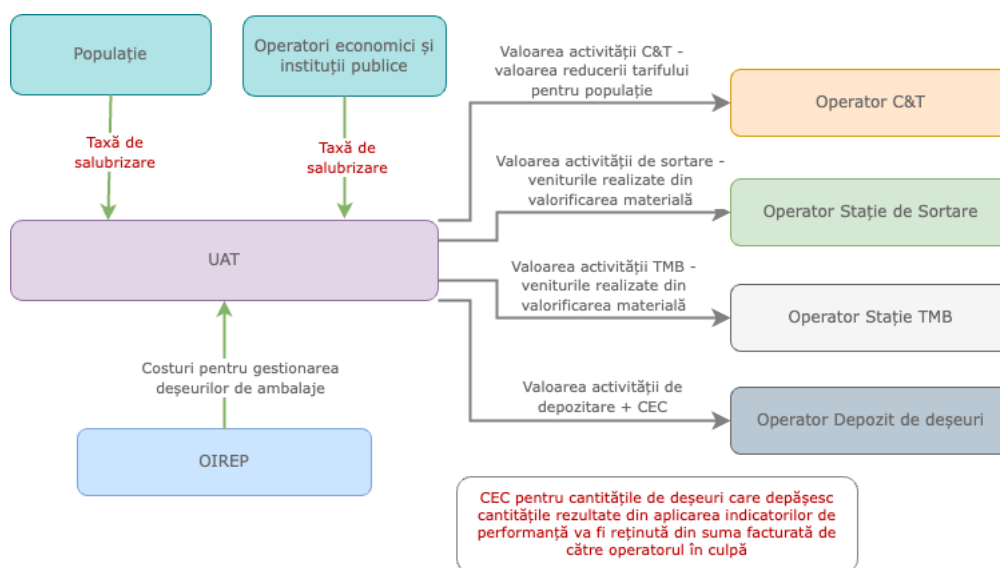 Populație
Operatori economici și
instituții publice
Valoarea activității C&T -
valoarea reducerii tarifului
pentru populație
Operator C&T
Taxă de
salubrizare
Taxă de
salubrizare
Valoarea activității de sortare -
veniturile realizate din
valorificarea materială
Operator Stație de Sortare
UAT
Valoarea activității TMB -
veniturile realizate din
valorificarea materială
Operator Stație TMB
Costuri pentru gestionarea
deșeurilor de ambalaje
Valoarea activității de
depozitare + CEC
Operator Depozit de deșeuri
OIREP
CEC pentru cantitățile de deșeuri care depășesc
cantitățile rezultate din aplicarea indicatorilor de
performanță va fi reținută din suma facturată de
către operatorul în culpă